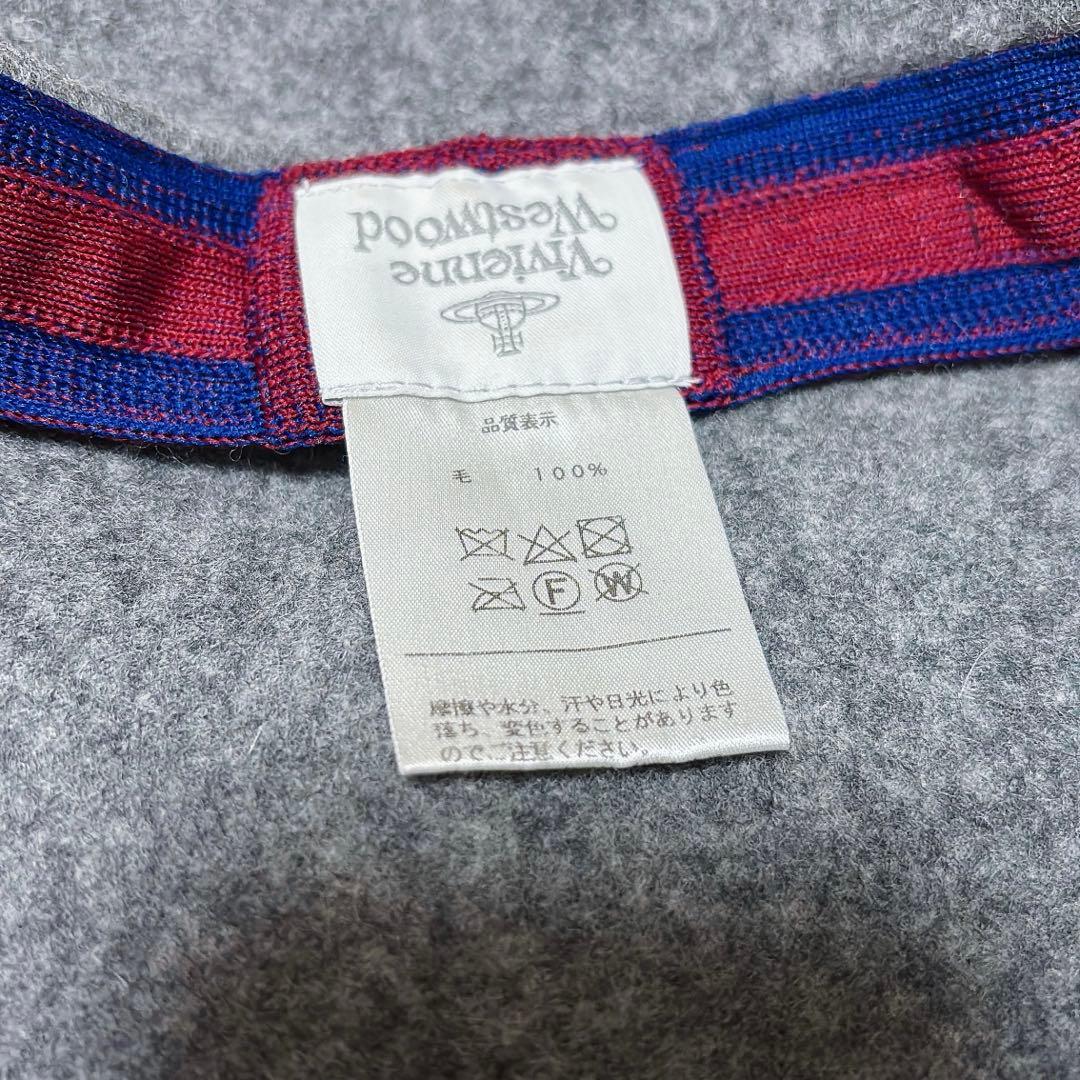 Vivienne
Westwood
品質表示
毛 100%
F
W
摩擦や水分、汗や日光により色
落ち、変色することがあります
のでご注意ください。